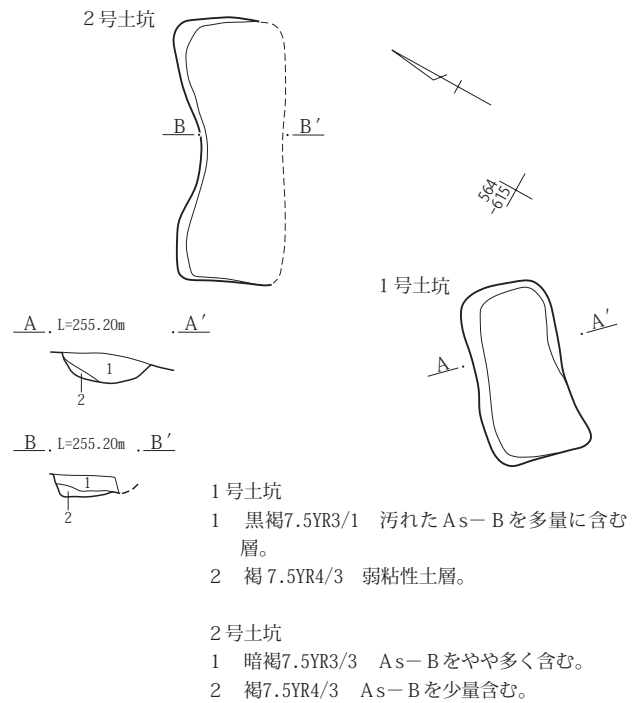 ２号土坑
B . . B′
564
-615
１号土坑
A . . A′
A . L=255.20m . A′
1
2
B . L=255.20m . B′
1
2
１号土坑
1　黒褐7.5YR3/1　汚れたＡs－Ｂを多量に含む
層。
2　褐 7.5YR4/3　弱粘性土層。
２号土坑
1　暗褐7.5YR3/3　Ａs－Ｂをやや多く含む。
2　褐7.5YR4/3　Ａs－Ｂを少量含む。